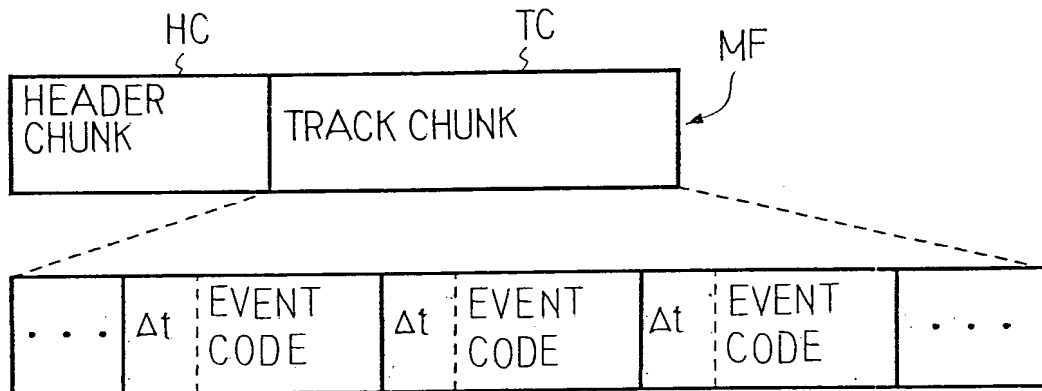 HC
TC
MF
HEADER
CHUNK
TRACK CHUNK
• • • Δt EVENT CODE Δt EVENT CODE Δt EVENT CODE • • •